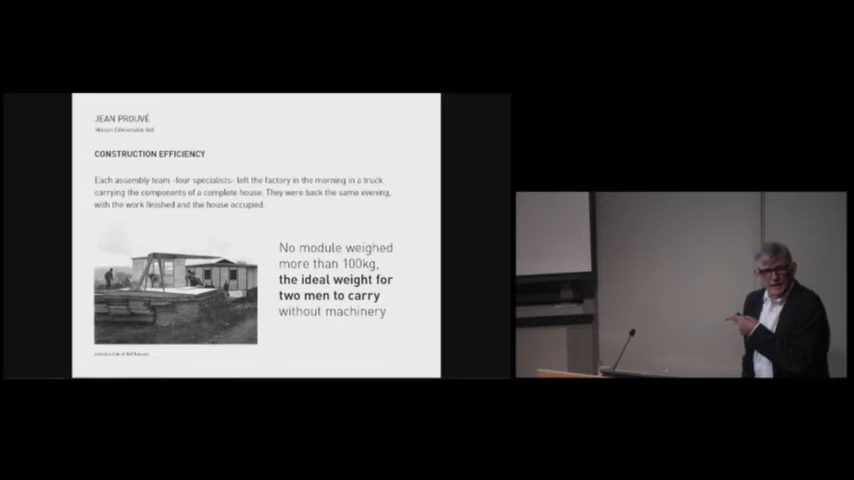 JEAN PROUVÉ
CONSTRUCTION EFFICIENCY
Each assembly team -four specialists- left the factory in the morning in a truck
carrying the components of a complete house. They were back the same evening,
with the work finished and the house occupied.
No module weighed
more than 100kg,
the ideal weight for
two men to carry
without machinery